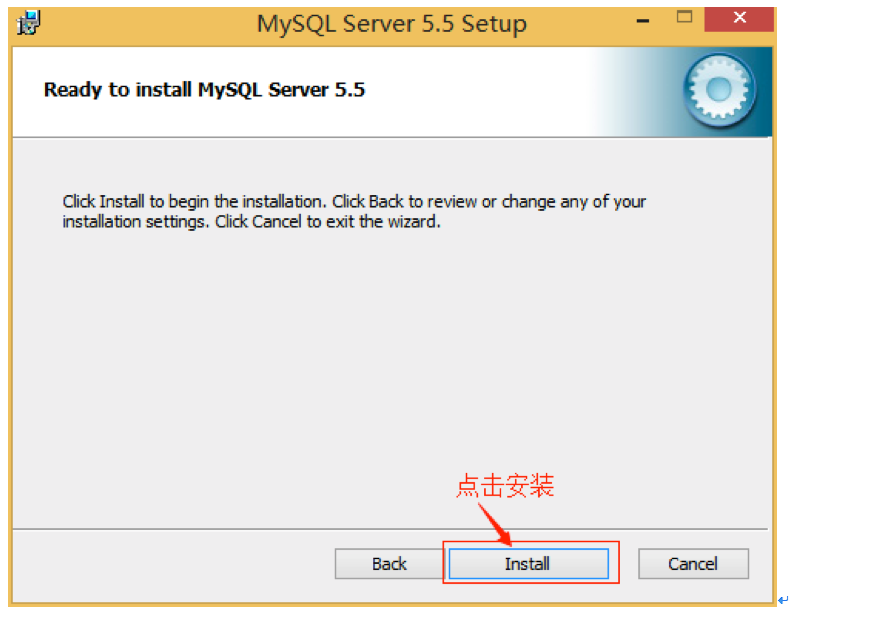 MySQL Server 5.5 Setup
Ready to install MySQL Server 5.5
Click Install to begin the installation. Click Back to review or change any of your
installation settings. Click Cancel to exit the wizard.
点击安装
Back
Install
Cancel